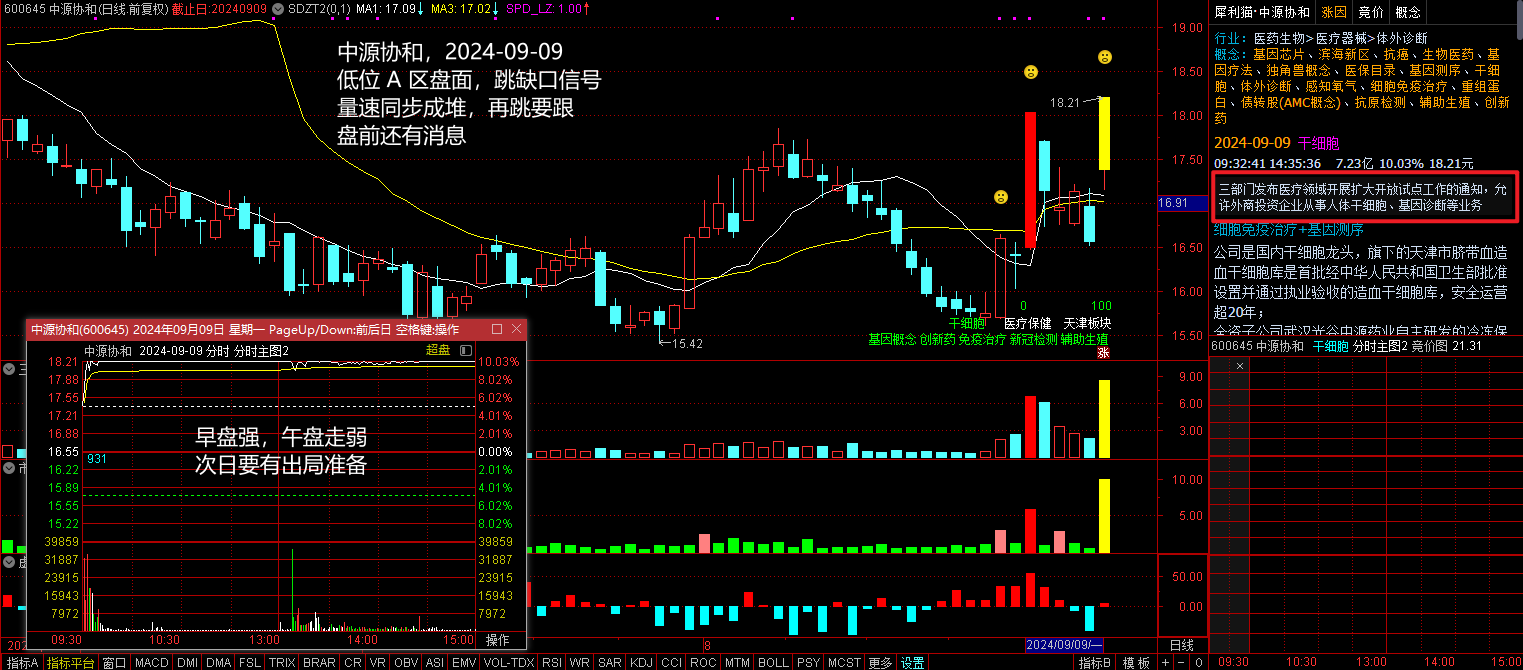 600645 中源协和(日线.前复权) 截止日:20240909 SDZT2(0,1) MA1: 17.09↓ MA3: 17.02↓ SPD_LZ: 1.00↑
中源协和，2024-09-09
低位 A 区盘面，跳缺口信号
量速同步成堆，再跳要跟
盘前还有消息
18.21
15.42
0
100
干细胞 医疗保健 天津板块
基因概念 创新药 免疫治疗 新冠检测 辅助生殖
涨
19.00
18.50
18.00
17.50
16.91
16.50
16.00
15.50
9.00
6.00
3.00
10.00
5.00
50.00
0.00
中源协和(600645) 2024年09月09日 星期一 PageUp/Down:前后日 空格键:操作
中源协和 2024-09-09 分时 分时主图2 超盘
18.21
17.88
17.55
17.21
16.88
16.55
16.22
15.89
15.55
15.22
39859
31887
23915
15943
7972
10.03%
8.02%
6.02%
4.01%
2.01%
0.00%
2.01%
4.01%
6.02%
8.02%
39859
31887
23915
15943
7972
931
早盘强，午盘走弱
次日要有出局准备
09:30 10:30 13:00 14:00 15:00 操作
8
2024/09/09/一
日线
指标A 指标平台 窗口 MACD DMI DMA FSL TRIX BRAR CR VR OBV ASI EMV VOL-TDX RSI WR SAR KDJ CCI ROC MTM BOLL PSY MCST 更多 设置 指标B 模板 + - O
犀利猫·中源协和 涨因 竞价 概念
行业: 医药生物>医疗器械>体外诊断
概念: 基因芯片、滨海新区、抗癌、生物医药、基
因疗法、独角兽概念、医保目录、基因测序、干细
胞、体外诊断、感知氧气、细胞免疫治疗、重组蛋
白、债转股(AMC概念)、抗原检测、辅助生殖、创新
药
2024-09-09 干细胞
09:32:41 14:35:36 7.23亿 10.03% 18.21元
三部门发布医疗领域开展扩大开放试点工作的通知，允
许外商投资企业从事人体干细胞、基因诊断等业务
细胞免疫治疗+基因测序
公司是国内干细胞龙头，旗下的天津市脐带血造
血干细胞库是首批经中华人民共和国卫生部批准
设置并通过执业验收的造血干细胞库，安全运营
超20年；
全资子公司武汉光谷中源药业自主研发的冷冻保
600645 中源协和 干细胞 分时主图2 竞价图 21.31
09:30 10:30 13:00 14:00 15:00